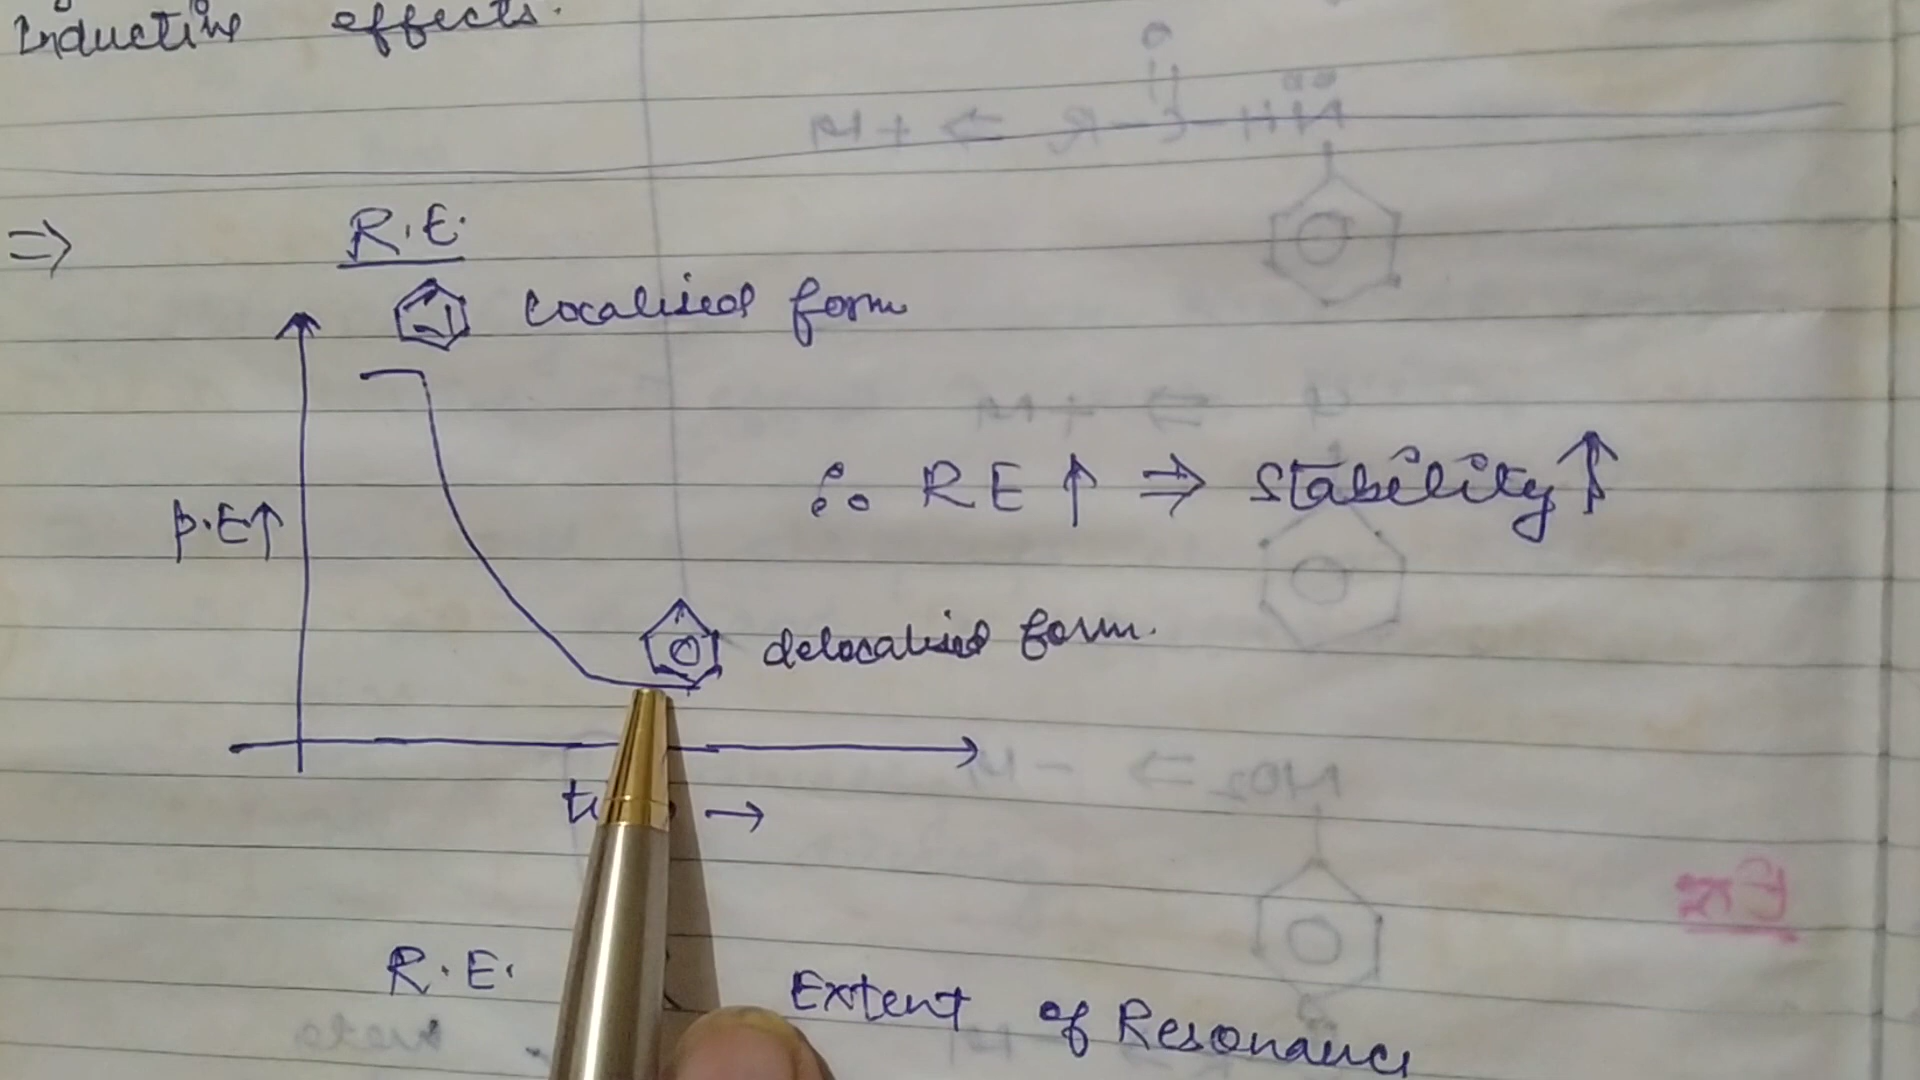 Inductive effects.
⇒ R.E.
Localised form
P.E↑
∴ RE ↑ ⇒ Stability ↑
delocalised form.
→
R.E.
Extent of Resonance